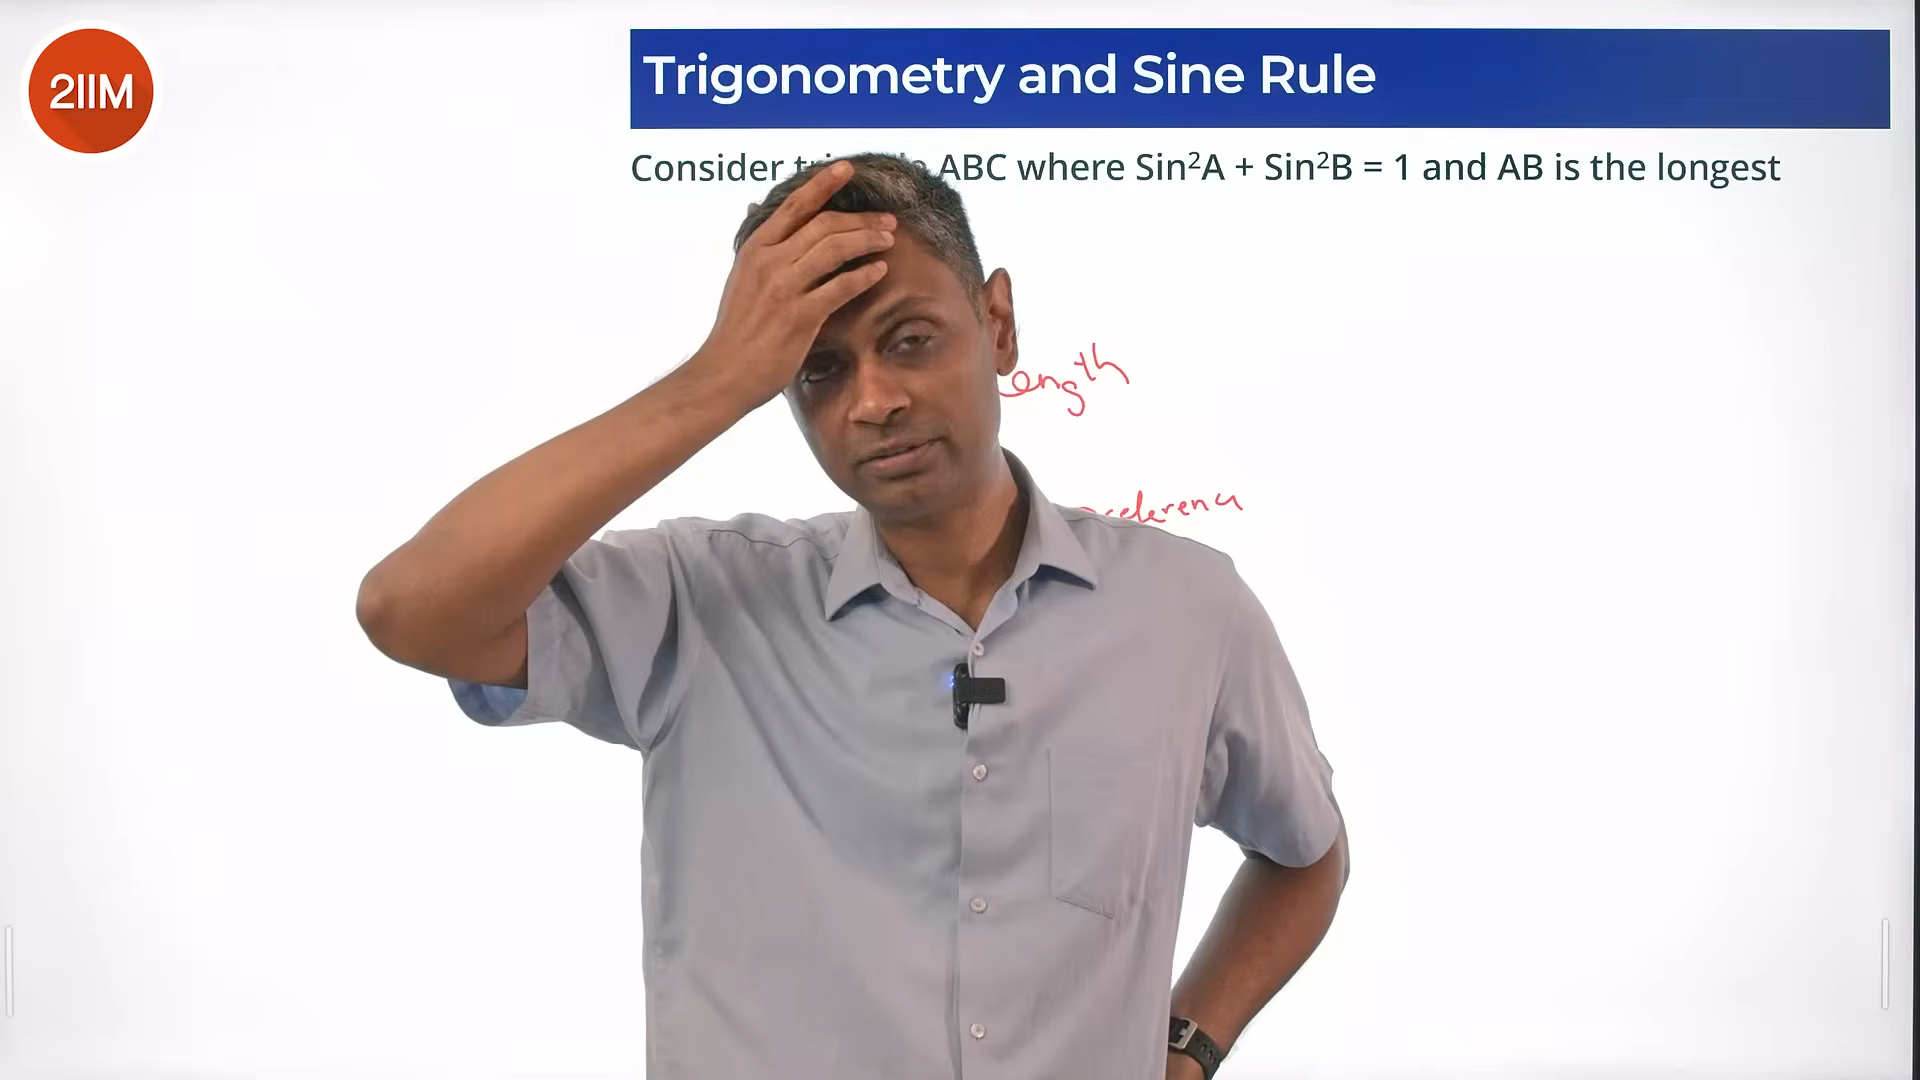 2IIM
Trigonometry and Sine Rule
Consider ABC where Sin²A + Sin²B = 1 and AB is the longest